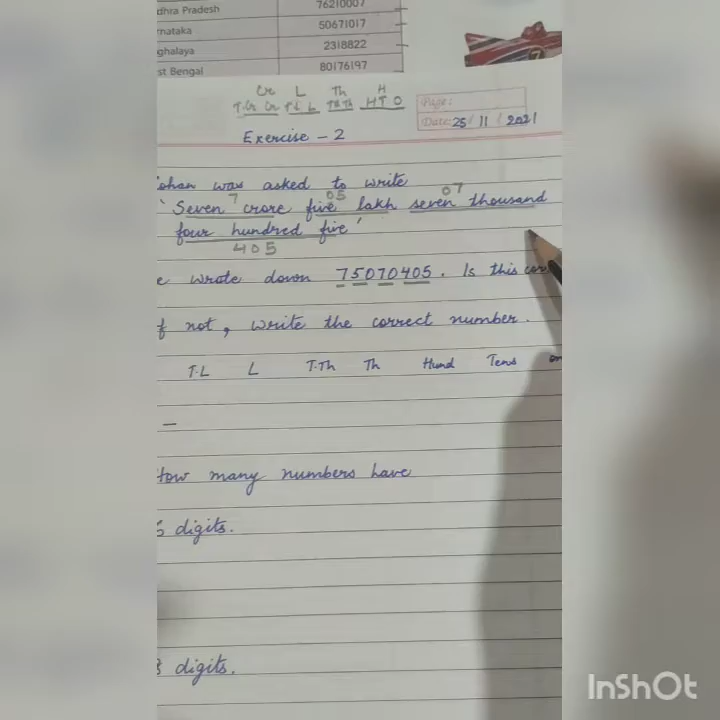 dhra Pradesh 76210007
rnataka 50671017
ghalaya 2318822
st Bengal 80176197
Cr L Th H
T.Cr Cr T.L L T.Th Th H T O
Page:
Date: 25/11/2021
Exercise - 2
ohan was asked to write
7 05 07
'Seven crore five lakh seven thousand
four hundred five'
405
e wrote down 75070405. Is this
f not, write the correct number.
T.L L T.Th Th Hund Tens
—
How many numbers have
digits.
digits.
InShOt